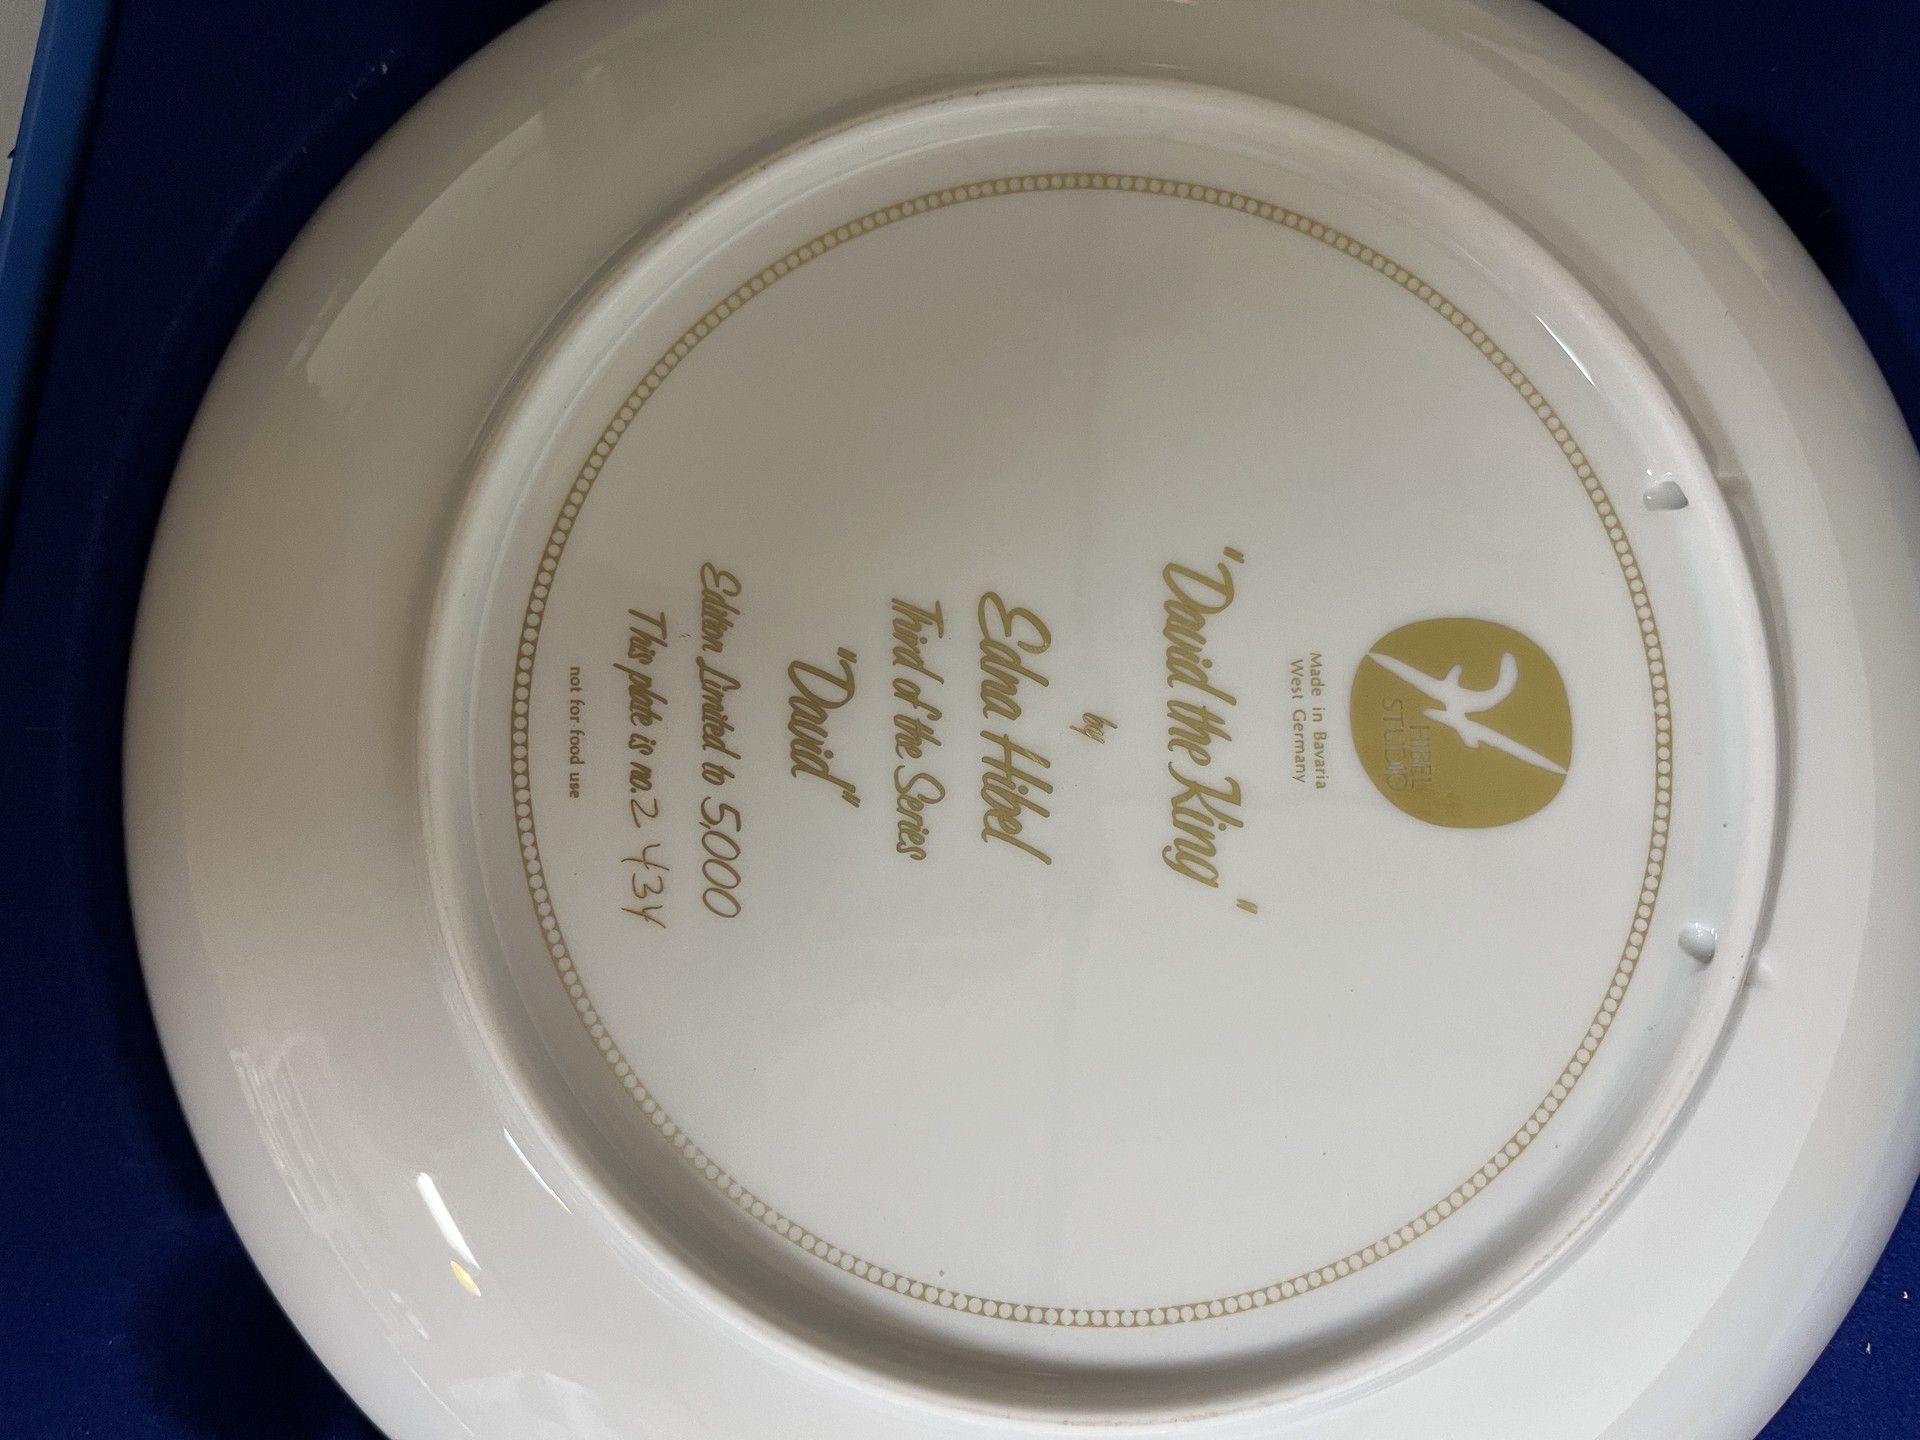 HIBEL
STUDIO
Made in Bavaria
West Germany
"David the King"
by
Edna Hibel
Third of the Series
"David"
Edition Limited to 5,000
This plate is no. 2434
not for food use